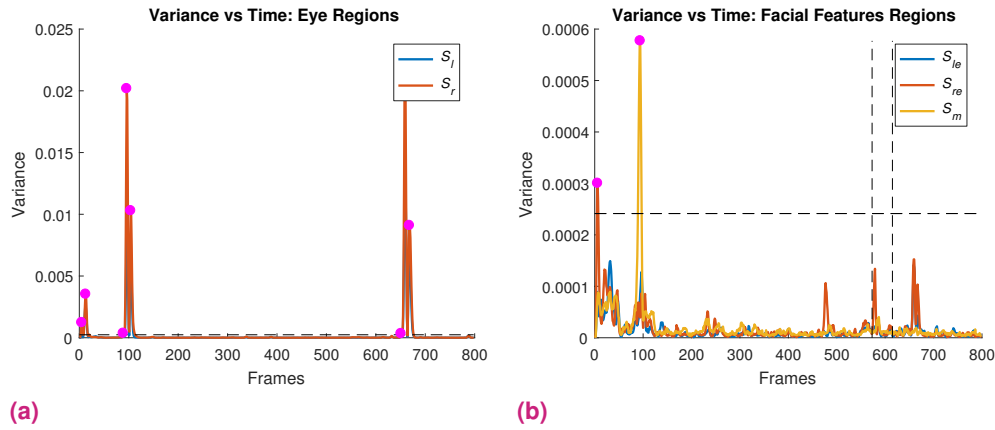 Variance vs Time: Eye Regions
0.025
0.02
0.015
0.01
0.005
0
Variance
0 100 200 300 400 500 600 700 800
Frames
S_l
S_r
(a)
Variance vs Time: Facial Features Regions
0.0006
0.0005
0.0004
0.0003
0.0002
0.0001
0
Variance
0 100 200 300 400 500 600 700 800
Frames
S_le
S_re
S_m
(b)